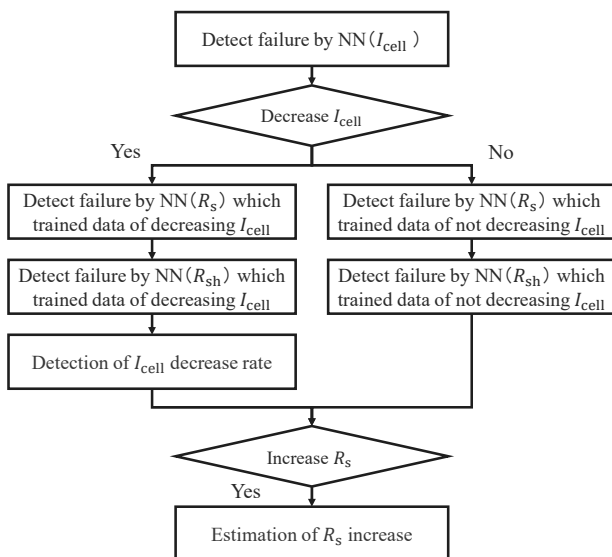 Detect failure by NN（I_cell）
Decrease I_cell
Yes
No
Detect failure by NN（R_s）which
trained data of decreasing I_cell
Detect failure by NN（R_s）which
trained data of not decreasing I_cell
Detect failure by NN（R_sh）which
trained data of decreasing I_cell
Detect failure by NN（R_sh）which
trained data of not decreasing I_cell
Detection of I_cell decrease rate
Increase R_s
Yes
Estimation of R_s increase